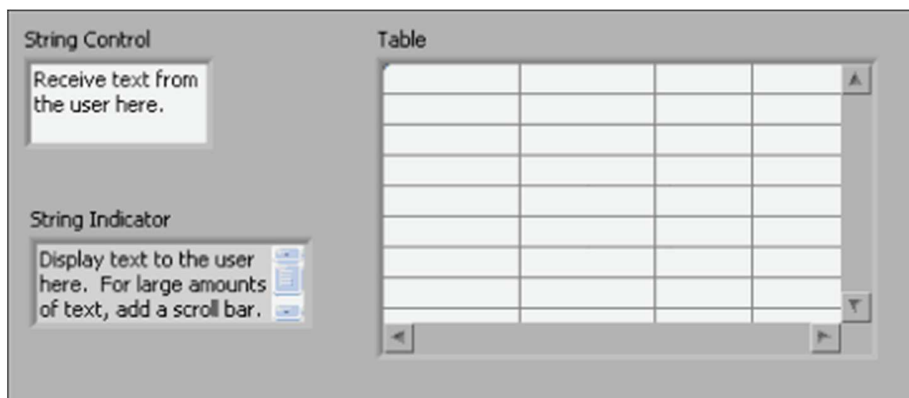 String Control
Receive text from
the user here.
String Indicator
Display text to the user
here.  For large amounts
of text, add a scroll bar.
Table